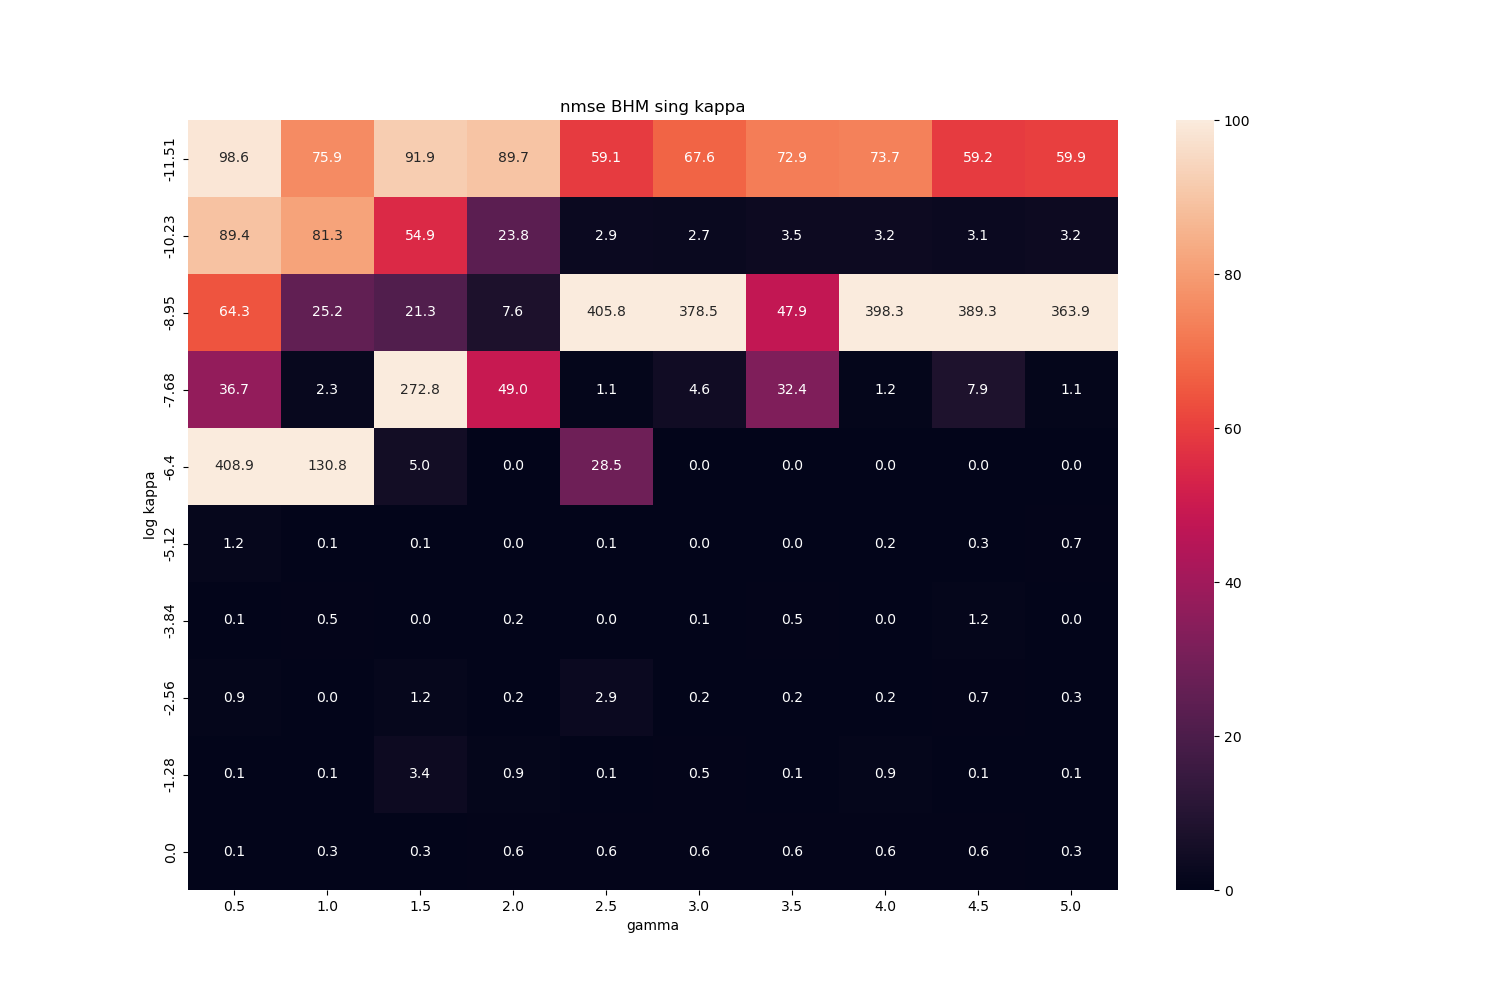 nmse BHM sing kappa
-11.51 98.6 75.9 91.9 89.7 59.1 67.6 72.9 73.7 59.2 59.9
-10.23 89.4 81.3 54.9 23.8 2.9 2.7 3.5 3.2 3.1 3.2
-8.95 64.3 25.2 21.3 7.6 405.8 378.5 47.9 398.3 389.3 363.9
-7.68 36.7 2.3 272.8 49.0 1.1 4.6 32.4 1.2 7.9 1.1
-6.4 408.9 130.8 5.0 0.0 28.5 0.0 0.0 0.0 0.0 0.0
-5.12 1.2 0.1 0.1 0.0 0.1 0.0 0.0 0.2 0.3 0.7
-3.84 0.1 0.5 0.0 0.2 0.0 0.1 0.5 0.0 1.2 0.0
-2.56 0.9 0.0 1.2 0.2 2.9 0.2 0.2 0.2 0.7 0.3
-1.28 0.1 0.1 3.4 0.9 0.1 0.5 0.1 0.9 0.1 0.1
0.0 0.1 0.3 0.3 0.6 0.6 0.6 0.6 0.6 0.6 0.3
0.5 1.0 1.5 2.0 2.5 3.0 3.5 4.0 4.5 5.0
gamma
log kappa
100
80
60
40
20
0